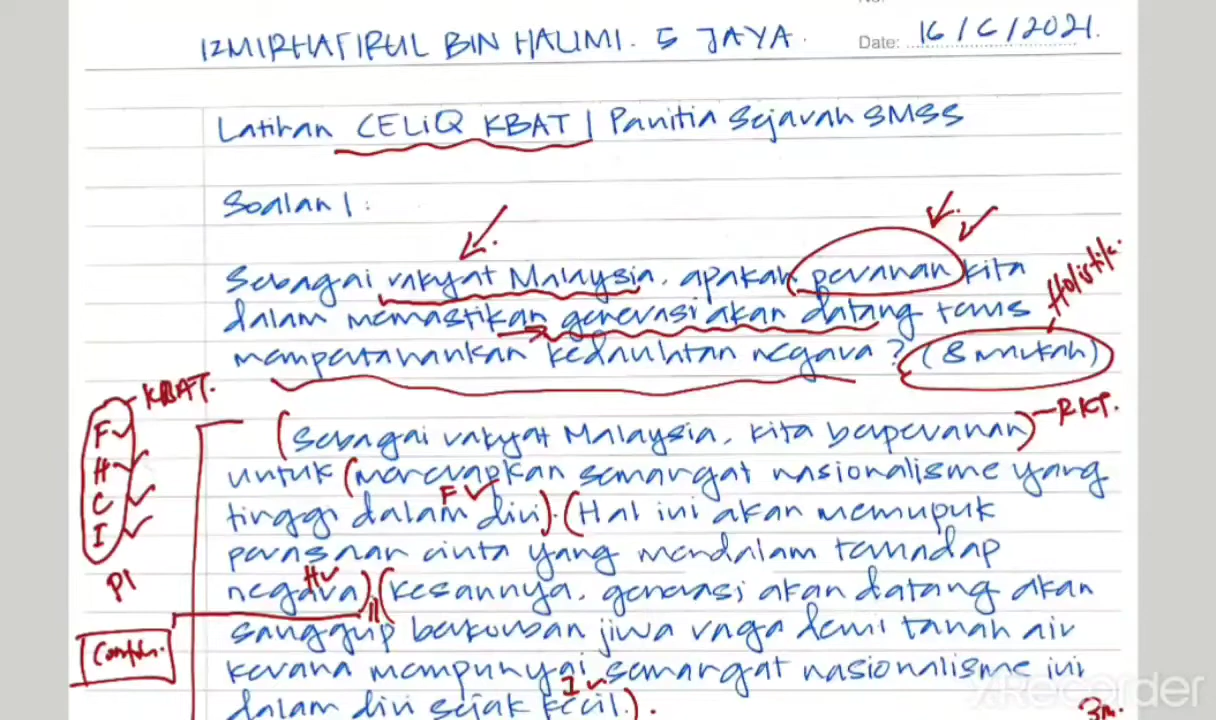 IZMIRHAFIRUL BIN HALIMI. 5 JAYA. Date: 16/6/2021.
Latihan CELIQ KBAT | Panitia Sejarah SMSS
Soalan 1:
Sebagai rakyat Malaysia, apakah peranan kita
Holistik.
dalam memastikan generasi akan datang terus
mempertahankan kedaulatan negara? (8 markah)
KBAT.
F
H
C
I
P1
(Sebagai rakyat Malaysia, kita berperanan) RKP.
untuk (menerapkan semangat nasionalisme yang
F
tinggi dalam diri). (Hal ini akan memupuk
perasaan cinta yang mendalam terhadap
H
negara) (Kesannya, generasi akan datang akan
sanggup berkorban jiwa raga demi tanah air
Contoh.
kerana mempunyai semangat nasionalisme ini
I
dalam diri sejak kecil.).
3m.
XRecorder